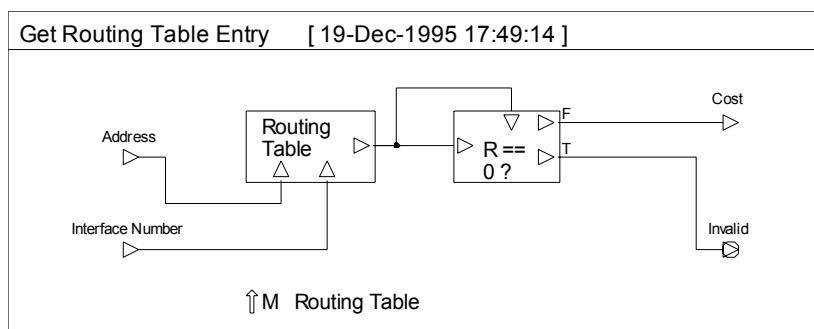 Get Routing Table Entry [ 19-Dec-1995 17:49:14 ]
Cost
Address
Routing
Table
F
R ==
0 ?
T
Interface Number
Invalid
M Routing Table